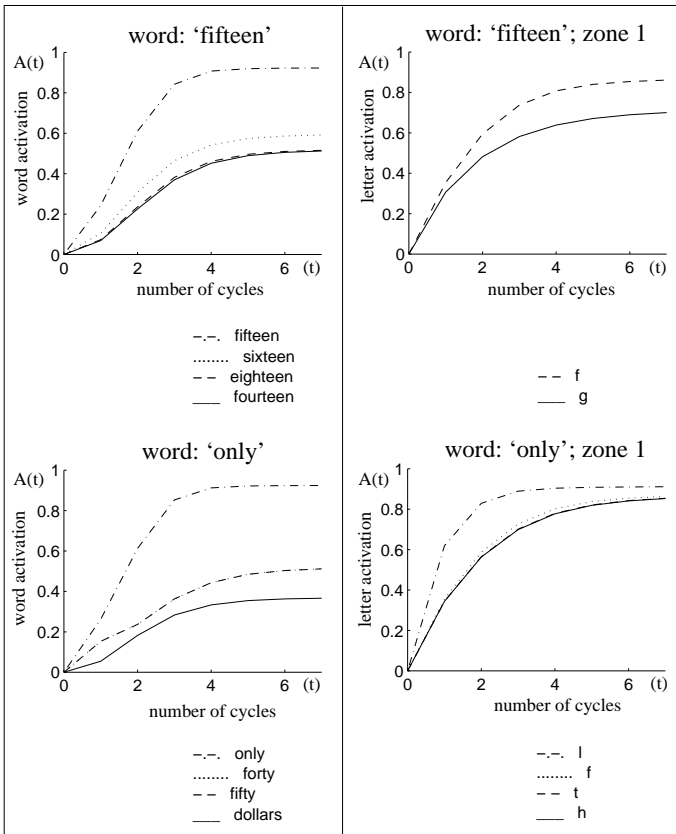 word: ‘fifteen’
1
A(t)
0.8
0.6
0.4
0.2
0
word activation
0 2 4 6 (t)
number of cycles
_._. fifteen
........ sixteen
_ _ eighteen
___ fourteen
word: ‘fifteen’; zone 1
1
A(t)
0.8
0.6
0.4
0.2
0
letter activation
0 2 4 6 (t)
number of cycles
_ _ f
___ g
word: ‘only’
1
A(t)
0.8
0.6
0.4
0.2
0
word activation
0 2 4 6 (t)
number of cycles
_._. only
........ forty
_ _ fifty
___ dollars
word: ‘only’; zone 1
1
A(t)
0.8
0.6
0.4
0.2
0
letter activation
0 2 4 6 (t)
number of cycles
_._. l
........ f
_ _ t
___ h